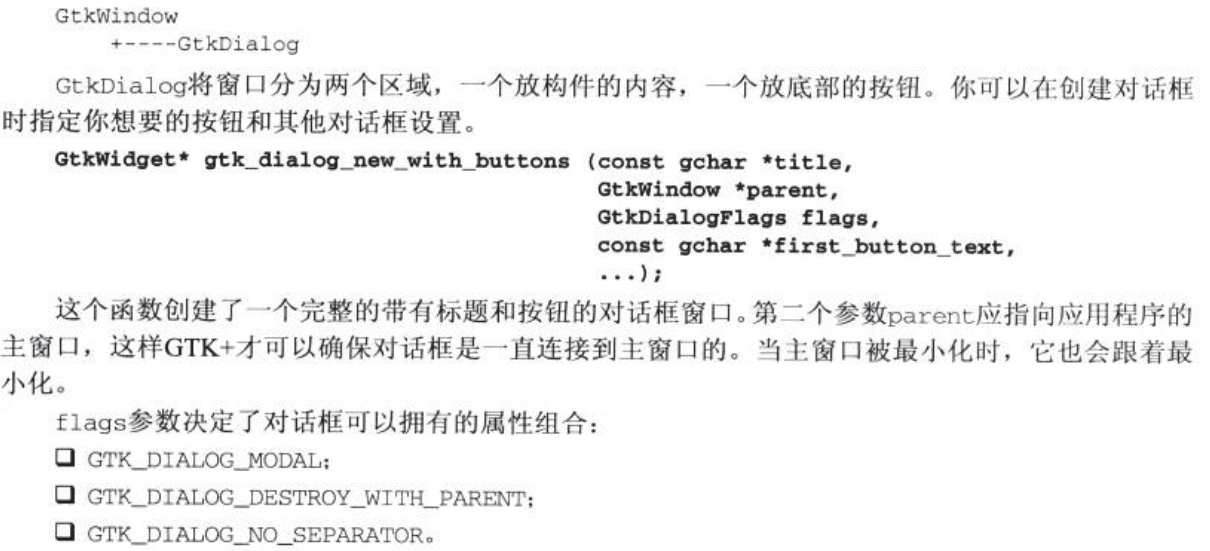 GtkWindow
+----GtkDialog
GtkDialog将窗口分为两个区域，一个放构件的内容，一个放底部的按钮。你可以在创建对话框
时指定你想要的按钮和其他对话框设置。
GtkWidget* gtk_dialog_new_with_buttons (const gchar *title,
GtkWindow *parent,
GtkDialogFlags flags,
const gchar *first_button_text,
...);
这个函数创建了一个完整的带有标题和按钮的对话框窗口。第二个参数parent应指向应用程序的
主窗口，这样GTK+才可以确保对话框是一直连接到主窗口的。当主窗口被最小化时，它也会跟着最
小化。
flags参数决定了对话框可以拥有的属性组合：
❑ GTK_DIALOG_MODAL;
❑ GTK_DIALOG_DESTROY_WITH_PARENT;
❑ GTK_DIALOG_NO_SEPARATOR。